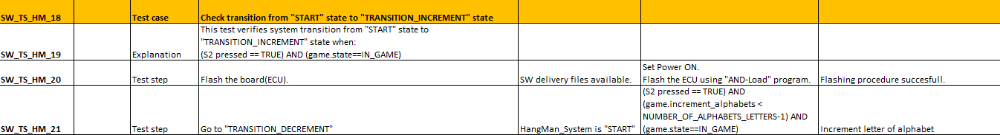 SW_TS_HM_18 Test case Check transition from "START" state to "TRANSITION_INCREMENT" state
This test verifies system transition from "START" state to
"TRANSITION_INCREMENT" state when:
SW_TS_HM_19 Explanation (S2 pressed == TRUE) AND (game.state==IN_GAME)
Set Power ON.
SW_TS_HM_20 Test step Flash the board(ECU). SW delivery files available. Flash the ECU using "AND-Load" program. Flashing procedure succesfull.
(S2 pressed == TRUE) AND
(game.increment_alphabets <
NUMBER_OF_ALPHABETS_LETTERS-1) AND
SW_TS_HM_21 Test step Go to "TRANSITION_DECREMENT" HangMan_System is "START" (game.state==IN_GAME) Increment letter of alphabet